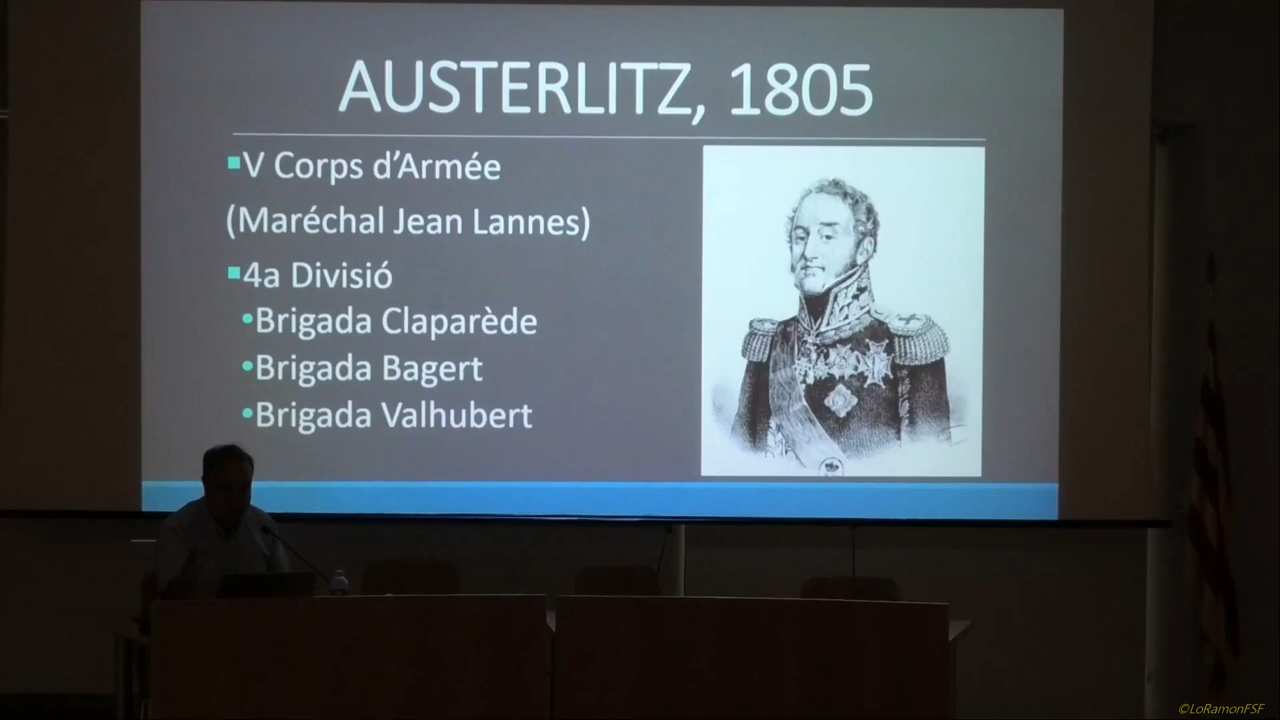 AUSTERLITZ, 1805
▪V Corps d’Armée
(Maréchal Jean Lannes)
▪4a Divisió
•Brigada Claparède
•Brigada Bagert
•Brigada Valhubert
©LoRamonFSF